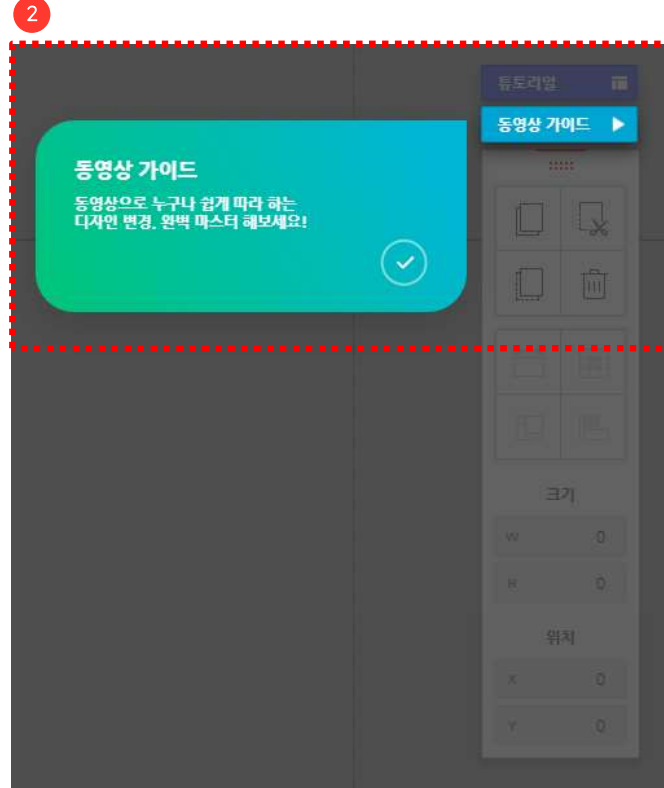 2
튜토리얼
동영상 가이드
동영상 가이드
동영상으로 누구나 쉽게 따라 하는
디자인 변경. 완벽 마스터 해보세요!
크기
W 0
H 0
위치
X 0
Y 0